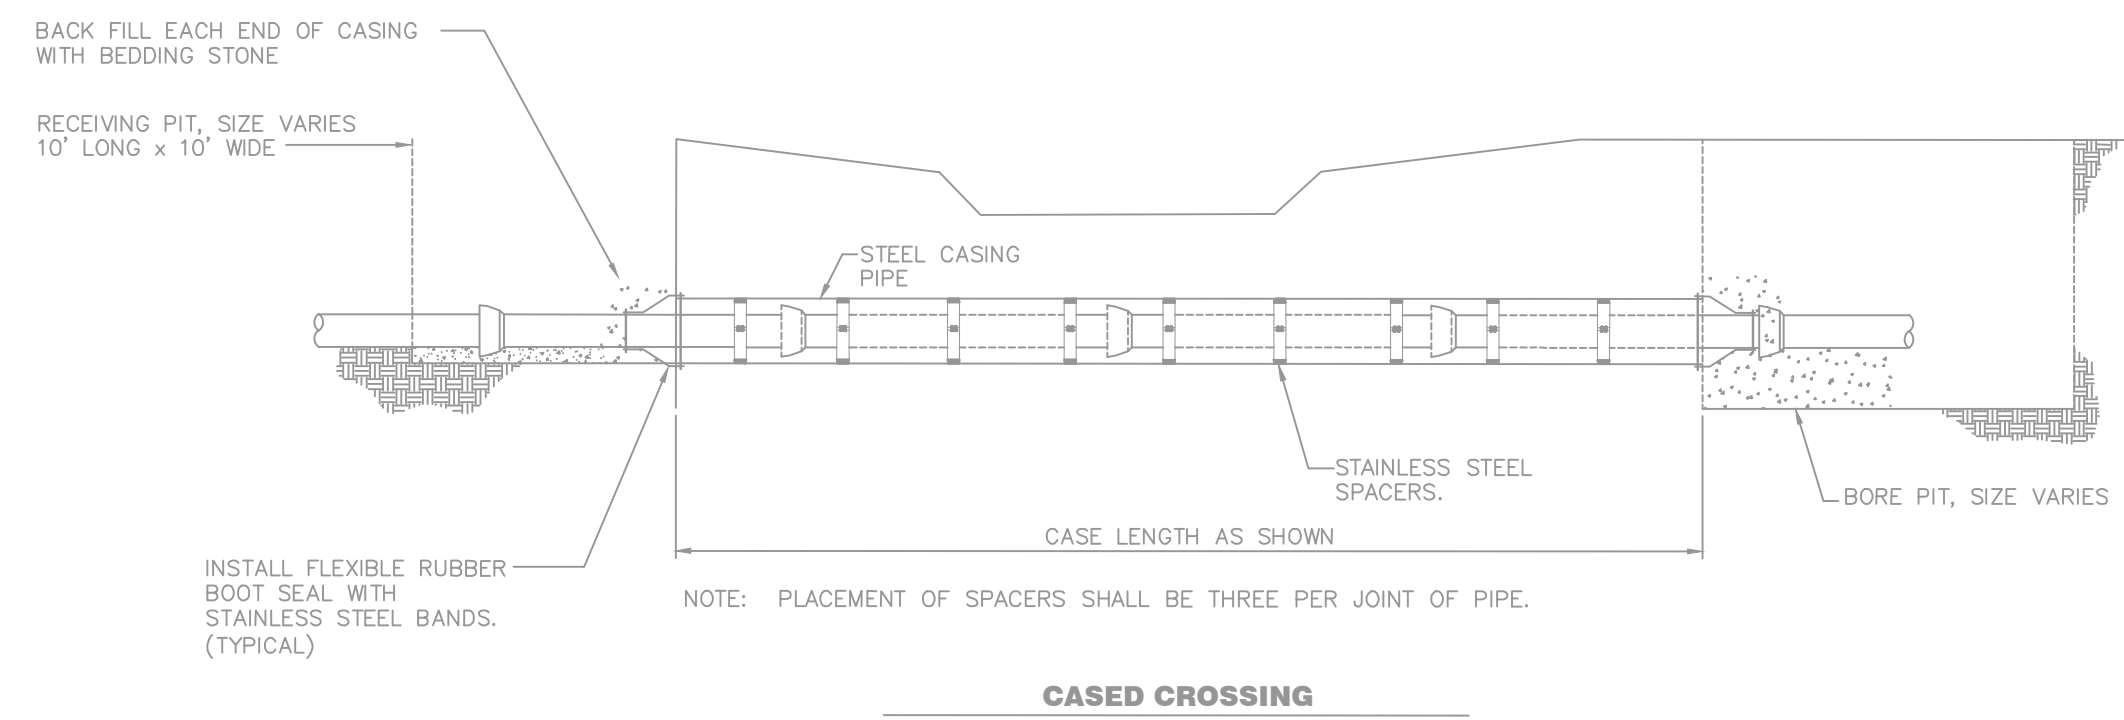 BACK FILL EACH END OF CASING
WITH BEDDING STONE
RECEIVING PIT, SIZE VARIES
10' LONG x 10' WIDE
STEEL CASING
PIPE
STAINLESS STEEL
SPACERS.
BORE PIT, SIZE VARIES
CASE LENGTH AS SHOWN
INSTALL FLEXIBLE RUBBER
BOOT SEAL WITH
STAINLESS STEEL BANDS.
(TYPICAL)
NOTE: PLACEMENT OF SPACERS SHALL BE THREE PER JOINT OF PIPE.
CASED CROSSING